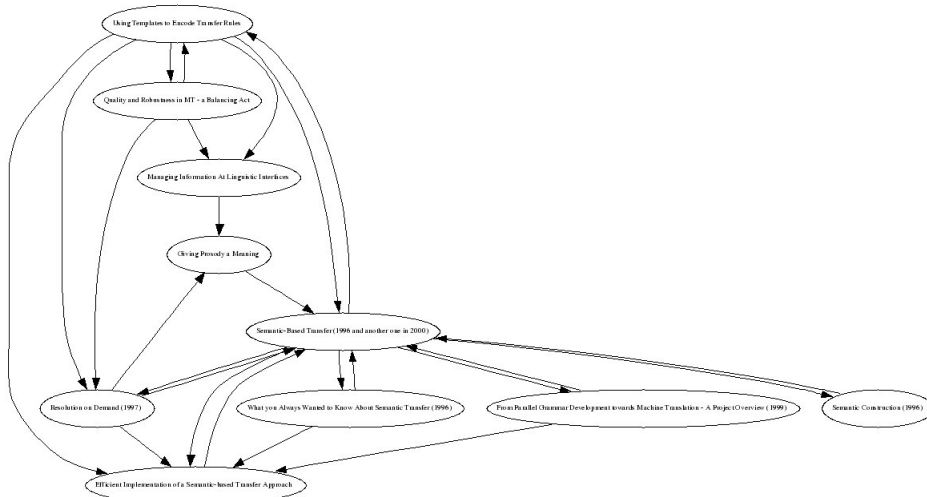 Using Templates to Encode Transfer Rules
Quality and Robustness in MT - a Balancing Act
Managing Information At Linguistic Interfaces
Giving Prosody a Meaning
Semantic-Based Transfer (1996 and another one in 2000)
Resolution on Demand (1997)
What you Always Wanted to Know About Semantic Transfer (1996)
From Parallel Grammar Development towards Machine Translation - A Project Overview (1999)
Semantic Construction (1996)
Efficient Implementation of a Semantic-based Transfer Approach